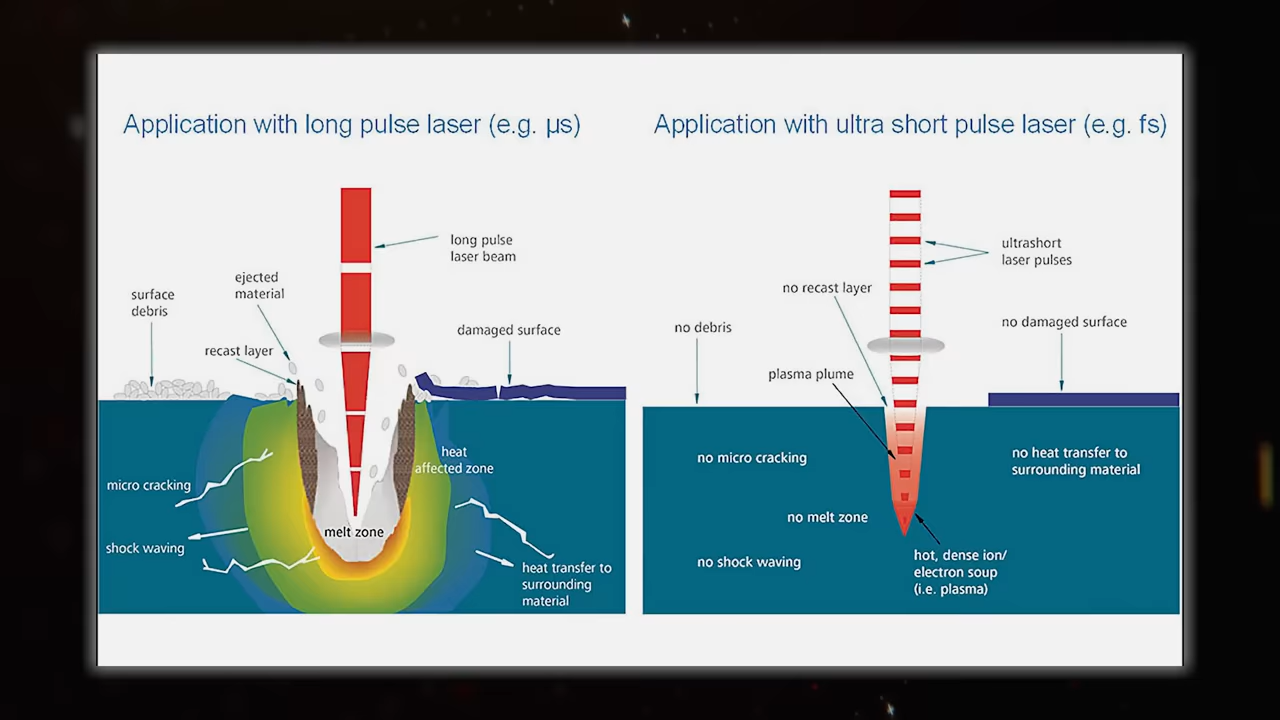 Application with long pulse laser (e.g. µs)
long pulse
laser beam
ejected
material
surface
debris
damaged surface
recast layer
heat
affected zone
micro cracking
melt zone
shock waving
heat transfer to
surrounding
material
Application with ultra short pulse laser (e.g. fs)
ultrashort
laser pulses
no recast layer
no debris
no damaged surface
plasma plume
no micro cracking
no heat transfer to
surrounding material
no melt zone
no shock waving
hot, dense ion/
electron soup
(i.e. plasma)